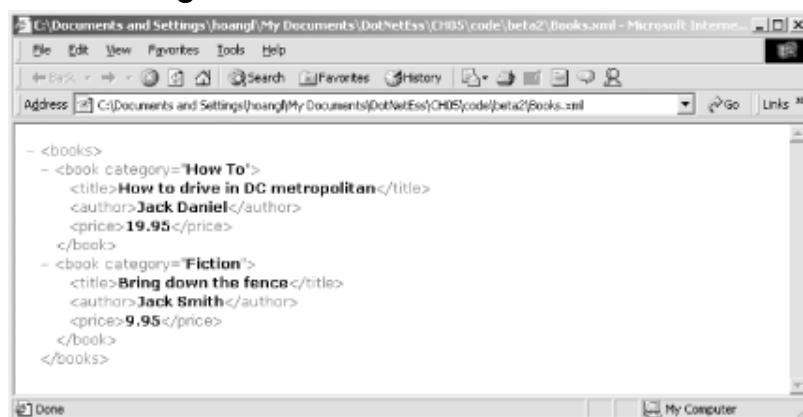 C:\Documents and Settings\hoangl\My Documents\DotNetEss\CH05\code\beta2\Books.xml - Microsoft Interne...
File Edit View Favorites Tools Help
Back Search Favorites History
Address C:\Documents and Settings\hoangl\My Documents\DotNetEss\CH05\code\beta2\Books.xml Go Links »
- <books>
- <book category="How To">
<title>How to drive in DC metropolitan</title>
<author>Jack Daniel</author>
<price>19.95</price>
</book>
- <book category="Fiction">
<title>Bring down the fence</title>
<author>Jack Smith</author>
<price>9.95</price>
</book>
</books>
Done My Computer